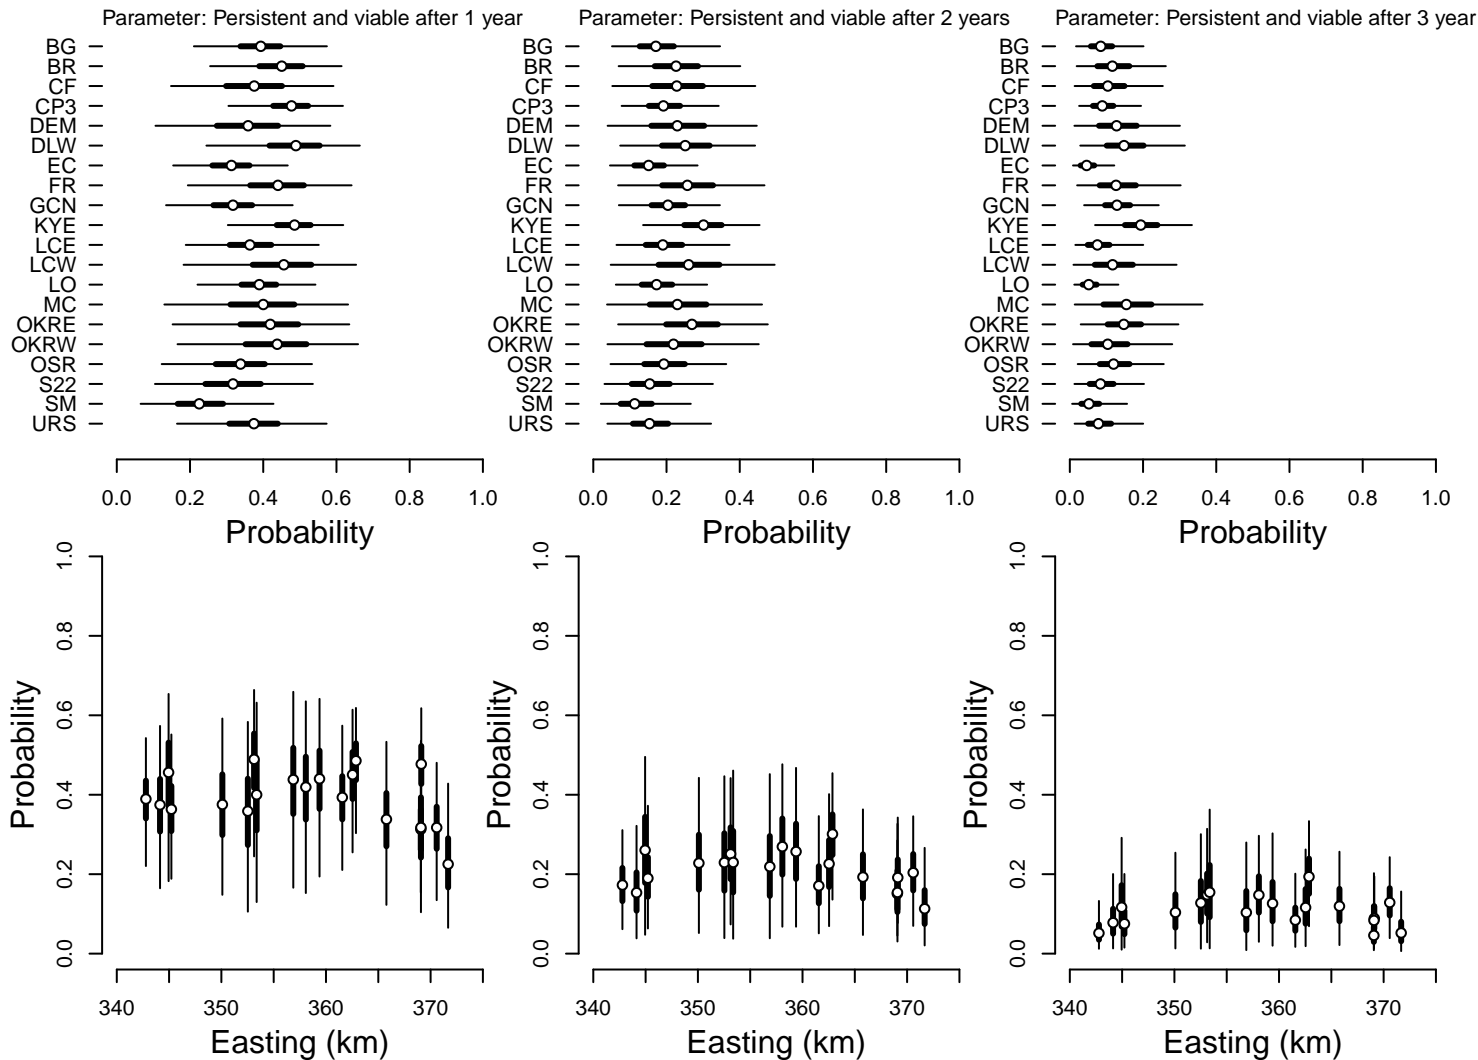 Parameter: Persistent and viable after 1 year
BG
BR
CF
CP3
DEM
DLW
EC
FR
GCN
KYE
LCE
LCW
LO
MC
OKRE
OKRW
OSR
S22
SM
URS
0.0 0.2 0.4 0.6 0.8 1.0
Probability
Parameter: Persistent and viable after 2 years
BG
BR
CF
CP3
DEM
DLW
EC
FR
GCN
KYE
LCE
LCW
LO
MC
OKRE
OKRW
OSR
S22
SM
URS
0.0 0.2 0.4 0.6 0.8 1.0
Probability
Parameter: Persistent and viable after 3 year
BG
BR
CF
CP3
DEM
DLW
EC
FR
GCN
KYE
LCE
LCW
LO
MC
OKRE
OKRW
OSR
S22
SM
URS
0.0 0.2 0.4 0.6 0.8 1.0
Probability
Probability
0.0 0.2 0.4 0.6 0.8 1.0
340 350 360 370
Easting (km)
Probability
0.0 0.2 0.4 0.6 0.8 1.0
340 350 360 370
Easting (km)
Probability
0.0 0.2 0.4 0.6 0.8 1.0
340 350 360 370
Easting (km)